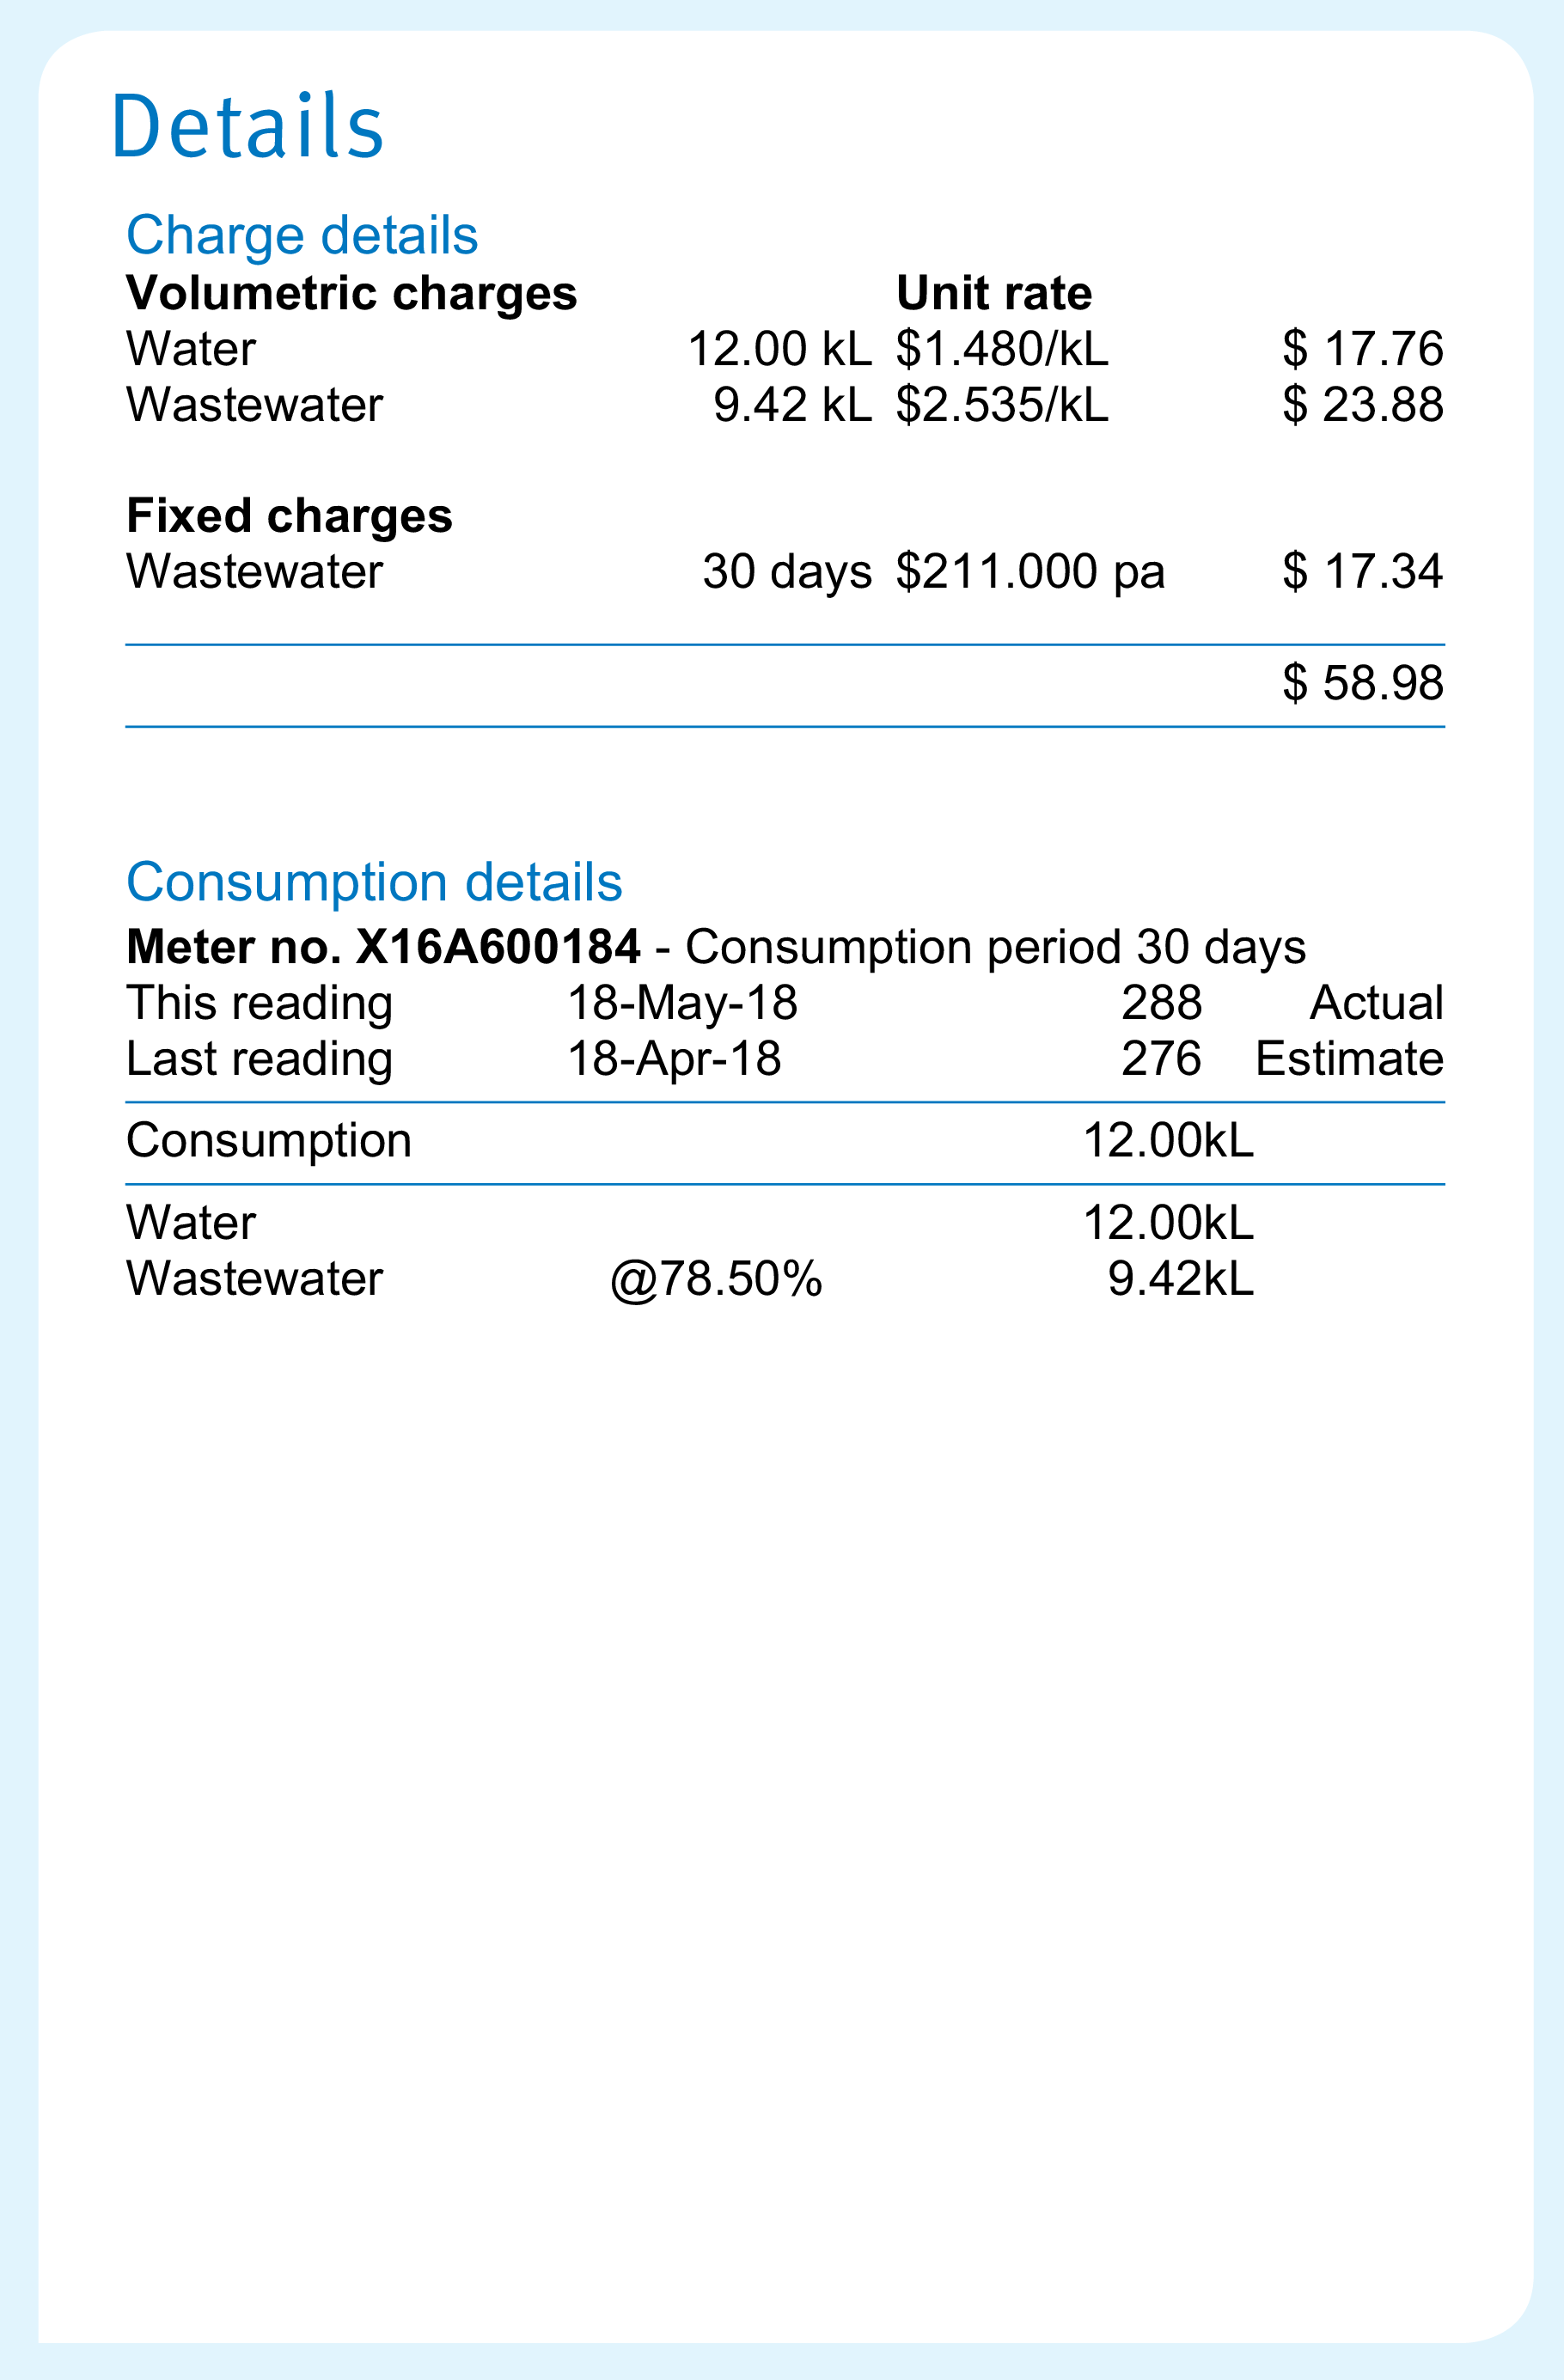 Details
Charge details
Volumetric charges Unit rate
Water 12.00 kL $1.480/kL $ 17.76
Wastewater 9.42 kL $2.535/kL $ 23.88
Fixed charges
Wastewater 30 days $211.000 pa $ 17.34
$ 58.98
Consumption details
Meter no. X16A600184 - Consumption period 30 days
This reading 18-May-18 288 Actual
Last reading 18-Apr-18 276 Estimate
Consumption 12.00kL
Water 12.00kL
Wastewater @78.50% 9.42kL